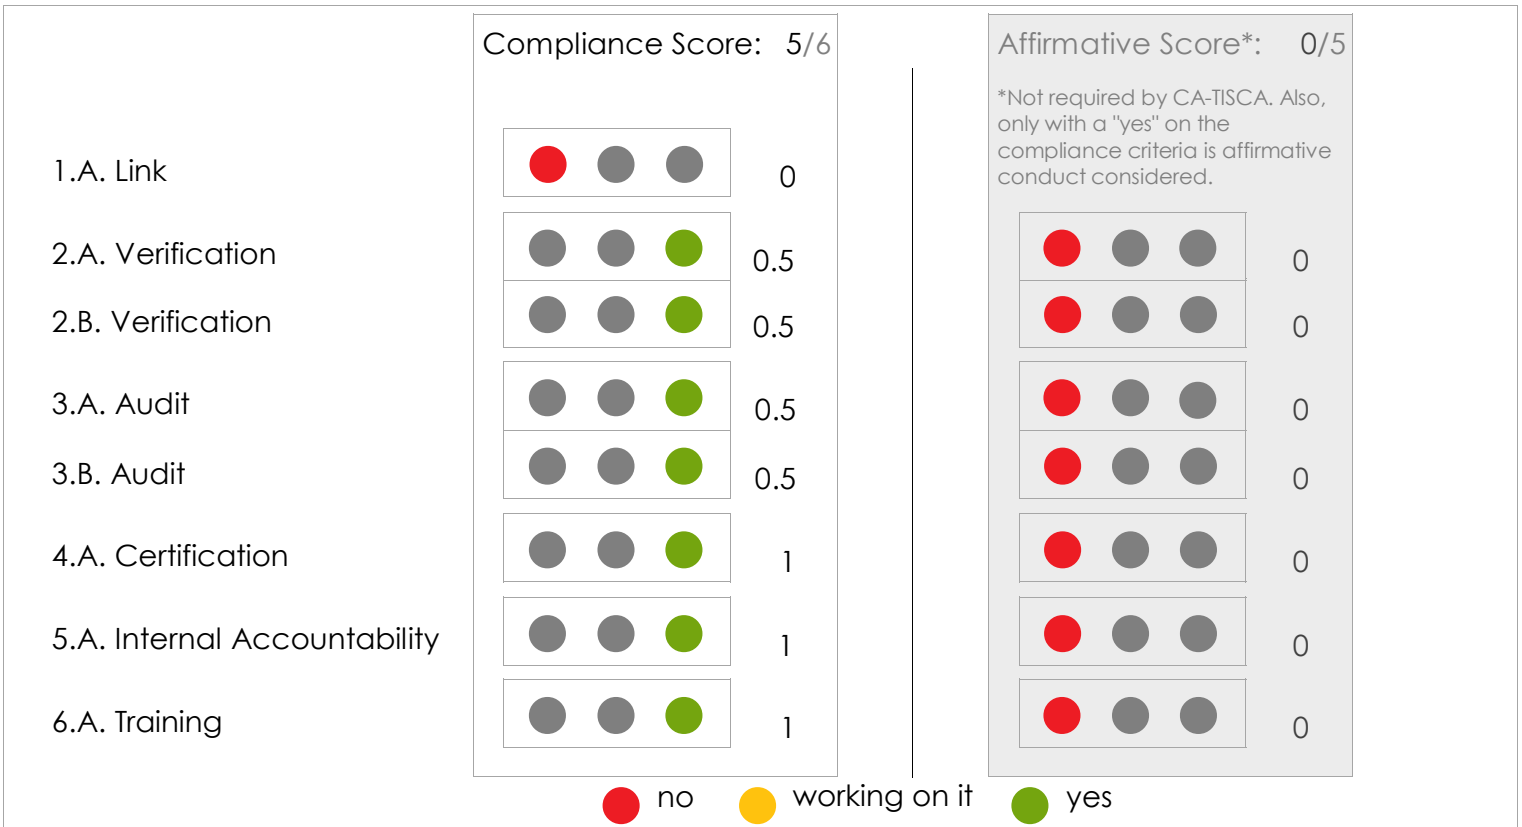 Compliance Score: 5/6
Affirmative Score*: 0/5
*Not required by CA-TISCA. Also,
only with a "yes" on the
compliance criteria is affirmative
conduct considered.
1.A. Link 0
2.A. Verification 0.5 0
2.B. Verification 0.5 0
3.A. Audit 0.5 0
3.B. Audit 0.5 0
4.A. Certification 1 0
5.A. Internal Accountability 1 0
6.A. Training 1 0
no working on it yes